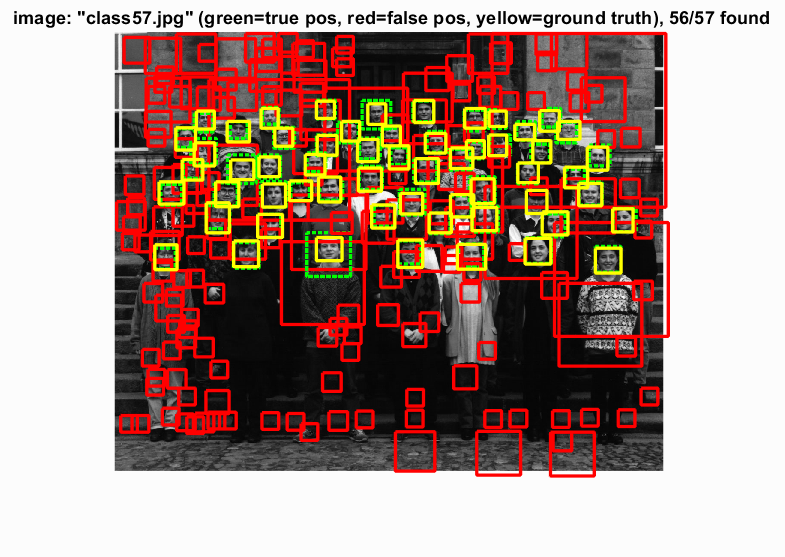 image: "class57.jpg" (green=true pos, red=false pos, yellow=ground truth), 56/57 found